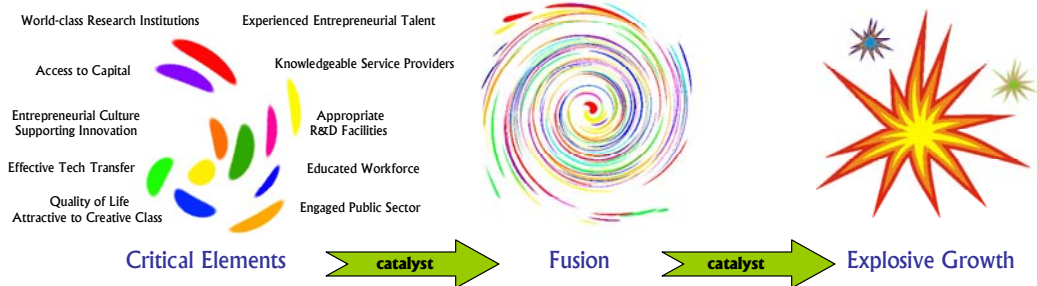 World-class Research Institutions
Experienced Entrepreneurial Talent
Access to Capital
Knowledgeable Service Providers
Entrepreneurial Culture
Supporting Innovation
Appropriate
R&D Facilities
Effective Tech Transfer
Educated Workforce
Quality of Life
Attractive to Creative Class
Engaged Public Sector
Critical Elements
catalyst
Fusion
catalyst
Explosive Growth